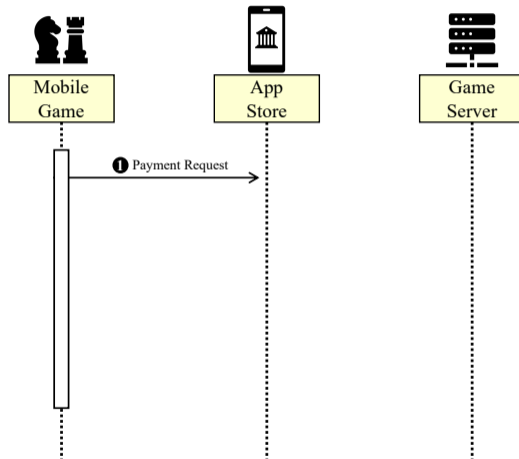 Mobile
Game
App
Store
Game
Server
❶ Payment Request